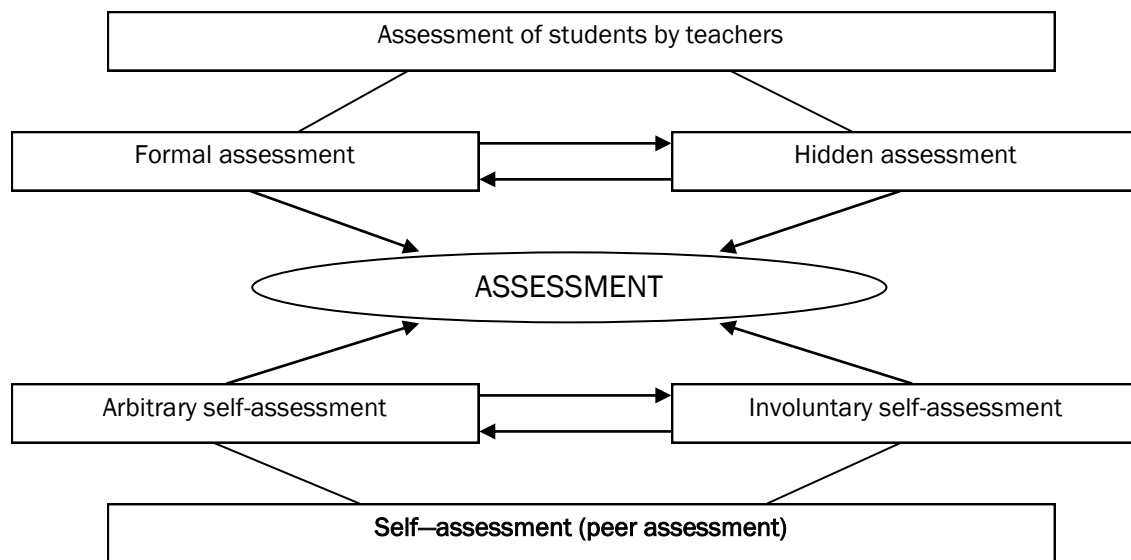 Assessment of students by teachers
Formal assessment
Hidden assessment
ASSESSMENT
Arbitrary self-assessment
Involuntary self-assessment
Self—assessment (peer assessment)